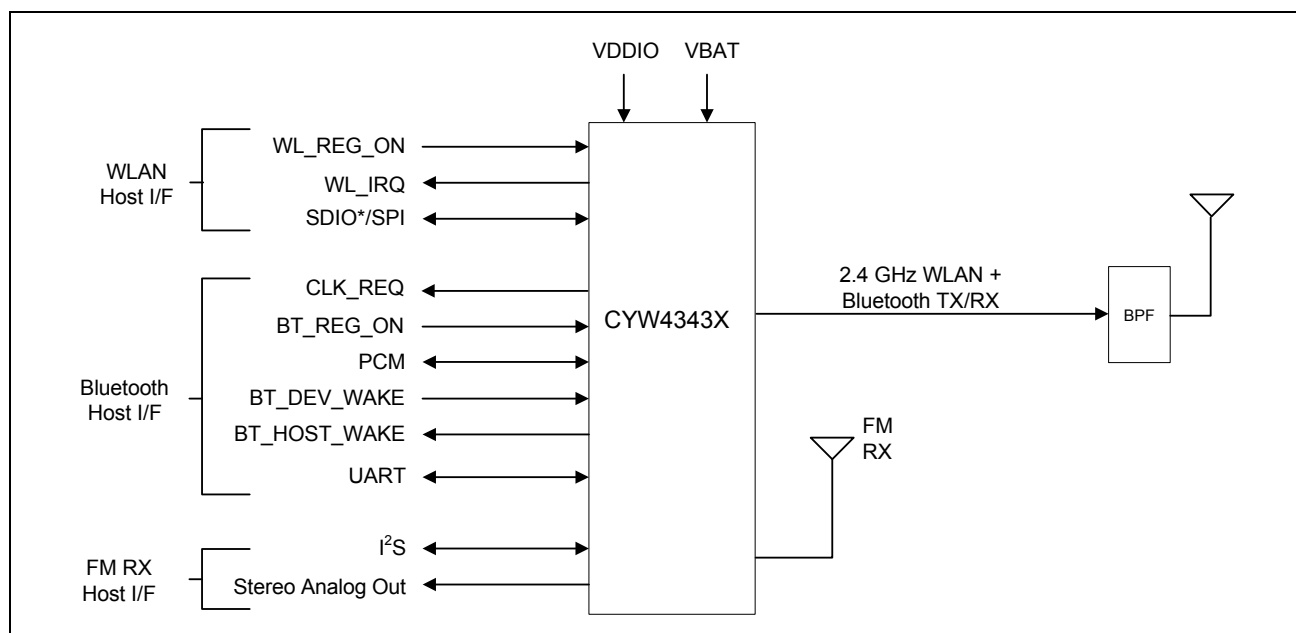 VDDIO VBAT
WLAN
Host I/F
WL_REG_ON
WL_IRQ
SDIO*/SPI
Bluetooth
Host I/F
CLK_REQ
BT_REG_ON
PCM
BT_DEV_WAKE
BT_HOST_WAKE
UART
FM RX
Host I/F
I²S
Stereo Analog Out
CYW4343X
2.4 GHz WLAN +
Bluetooth TX/RX
BPF
FM
RX